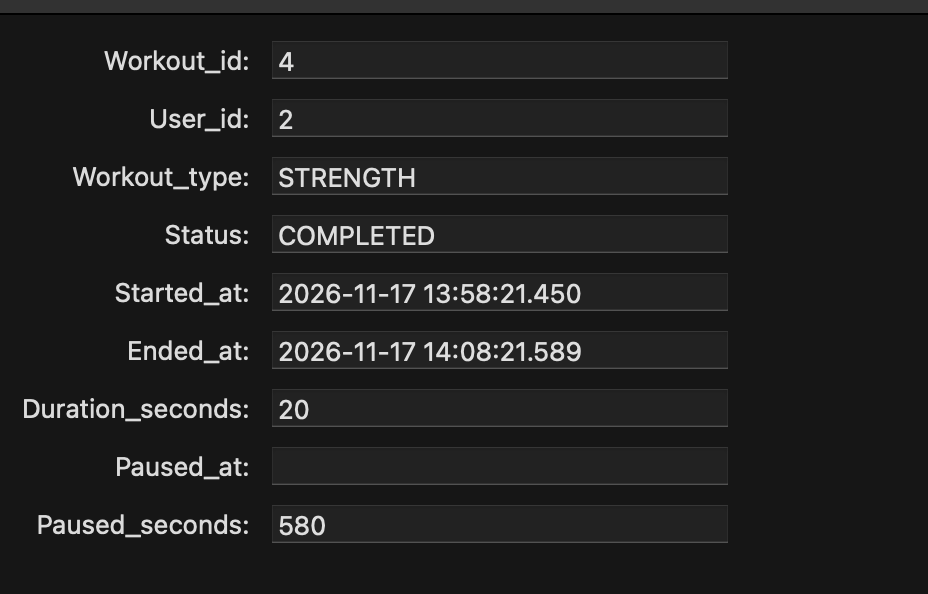 Workout_id: 4
User_id: 2
Workout_type: STRENGTH
Status: COMPLETED
Started_at: 2026-11-17 13:58:21.450
Ended_at: 2026-11-17 14:08:21.589
Duration_seconds: 20
Paused_at:
Paused_seconds: 580